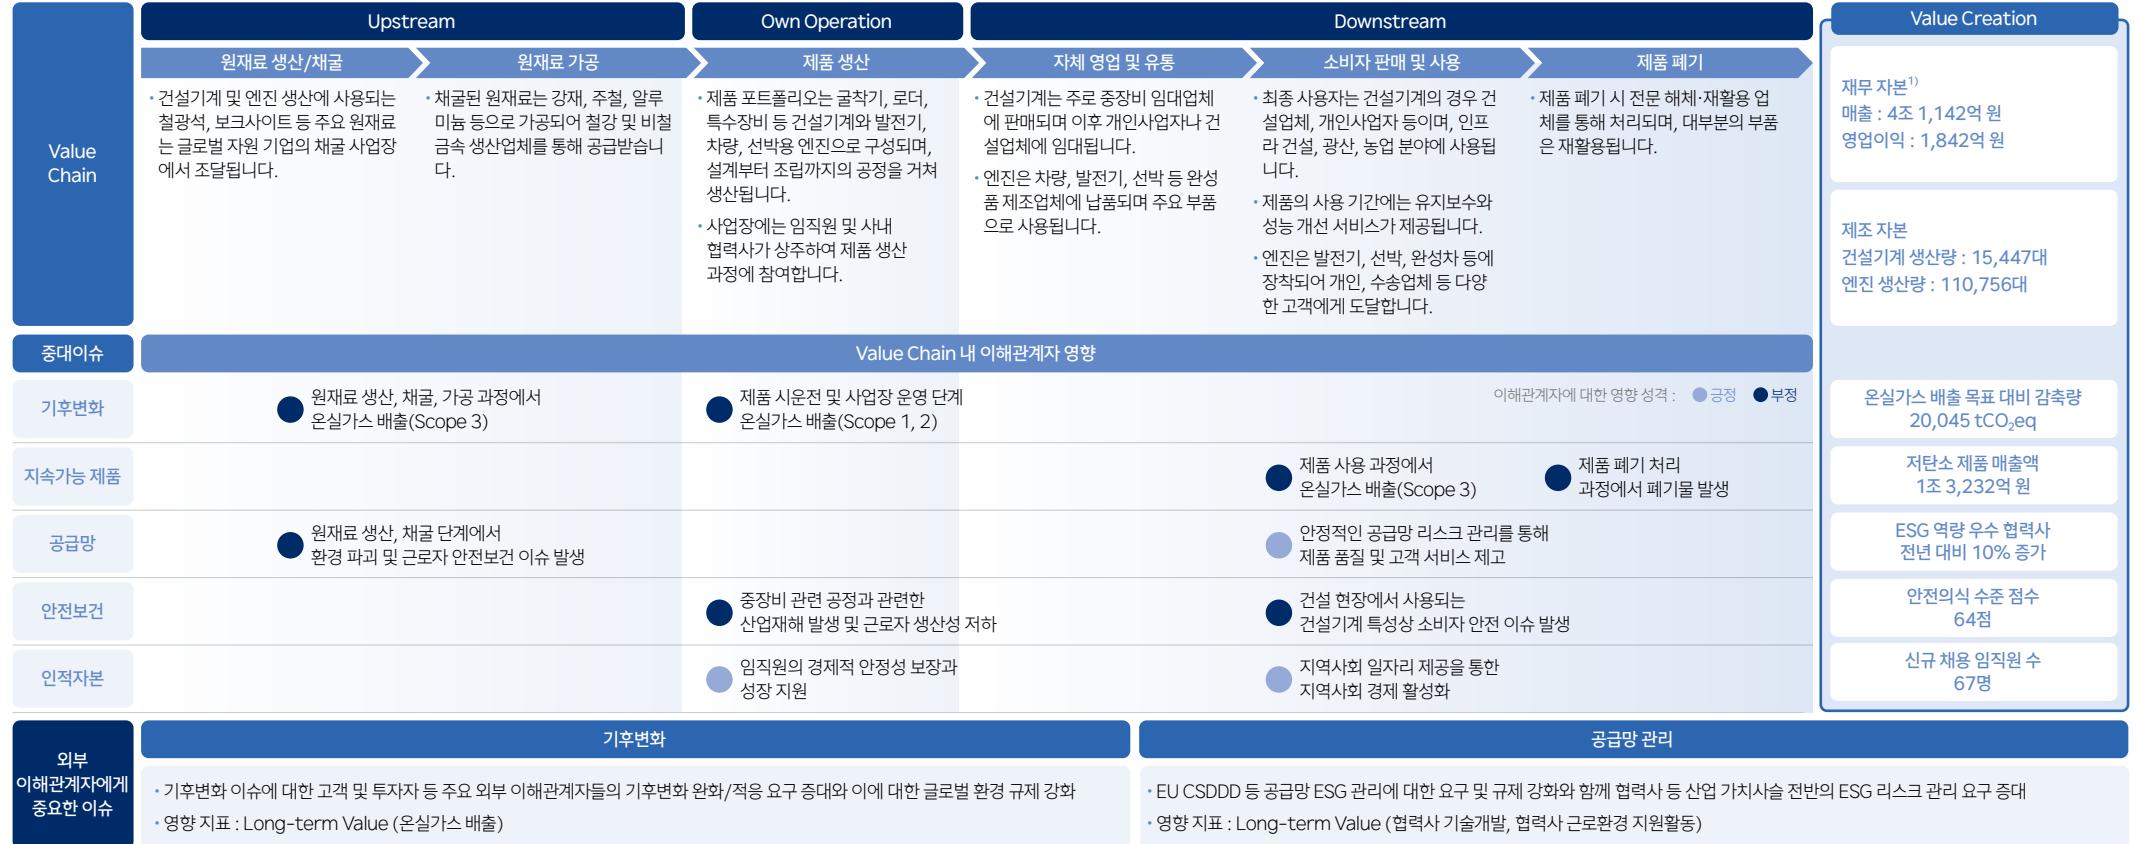 Value
Chain
Upstream
Own Operation
Downstream
Value Creation
원재료 생산/채굴
원재료 가공
제품 생산
자체 영업 및 유통
소비자 판매 및 사용
제품 폐기
· 건설기계 및 엔진 생산에 사용되는
철광석, 보크사이트 등 주요 원재료
는 글로벌 자원 기업의 채굴 사업장
에서 조달됩니다.
· 채굴된 원재료는 강재, 주철, 알루
미늄 등으로 가공되어 철강 및 비철
금속 생산업체를 통해 공급받습니
다.
· 제품 포트폴리오는 굴착기, 로더,
특수장비 등 건설기계와 발전기,
차량, 선박용 엔진으로 구성되며,
설계부터 조립까지의 공정을 거쳐
생산됩니다.
· 사업장에는 임직원 및 사내
협력사가 상주하여 제품 생산
과정에 참여합니다.
· 건설기계는 주로 중장비 임대업체
에 판매되며 이후 개인사업자나 건
설업체에 임대됩니다.
· 엔진은 차량, 발전기, 선박 등 완성
품 제조업체에 납품되며 주요 부품
으로 사용됩니다.
· 최종 사용자는 건설기계의 경우 건
설업체, 개인사업자 등이며, 인프
라 건설, 광산, 농업 분야에 사용됩
니다.
· 제품의 사용 기간에는 유지보수와
성능 개선 서비스가 제공됩니다.
· 엔진은 발전기, 선박, 완성차 등에
장착되어 개인, 수송업체 등 다양
한 고객에게 도달합니다.
· 제품 폐기 시 전문 해체·재활용 업
체를 통해 처리되며, 대부분의 부품
은 재활용됩니다.
재무 자본1)
매출 : 4조 1,142억 원
영업이익 : 1,842억 원
제조 자본
건설기계 생산량 : 15,447대
엔진 생산량 : 110,756대
중대이슈
Value Chain 내 이해관계자 영향
이해관계자에 대한 영향 성격 : 긍정 부정
기후변화
원재료 생산, 채굴, 가공 과정에서
온실가스 배출(Scope 3)
제품 시운전 및 사업장 운영 단계
온실가스 배출(Scope 1, 2)
온실가스 배출 목표 대비 감축량
20,045 tCO₂eq
지속가능 제품
제품 사용 과정에서
온실가스 배출(Scope 3)
제품 폐기 처리
과정에서 폐기물 발생
저탄소 제품 매출액
1조 3,232억 원
공급망
원재료 생산, 채굴 단계에서
환경 파괴 및 근로자 안전보건 이슈 발생
안정적인 공급망 리스크 관리를 통해
제품 품질 및 고객 서비스 제고
ESG 역량 우수 협력사
전년 대비 10% 증가
안전보건
중장비 관련 공정과 관련한
산업재해 발생 및 근로자 생산성 저하
건설 현장에서 사용되는
건설기계 특성상 소비자 안전 이슈 발생
안전의식 수준 점수
64점
인적자본
임직원의 경제적 안정성 보장과
성장 지원
지역사회 일자리 제공을 통한
지역사회 경제 활성화
신규 채용 임직원 수
67명
외부
이해관계자에게
중요한 이슈
기후변화
· 기후변화 이슈에 대한 고객 및 투자자 등 주요 외부 이해관계자들의 기후변화 완화/적응 요구 증대와 이에 대한 글로벌 환경 규제 강화
· 영향 지표 : Long-term Value (온실가스 배출)
공급망 관리
· EU CSDDD 등 공급망 ESG 관리에 대한 요구 및 규제 강화와 함께 협력사 등 산업 가치사슬 전반의 ESG 리스크 관리 요구 증대
· 영향 지표 : Long-term Value (협력사 기술개발, 협력사 근로환경 지원활동)